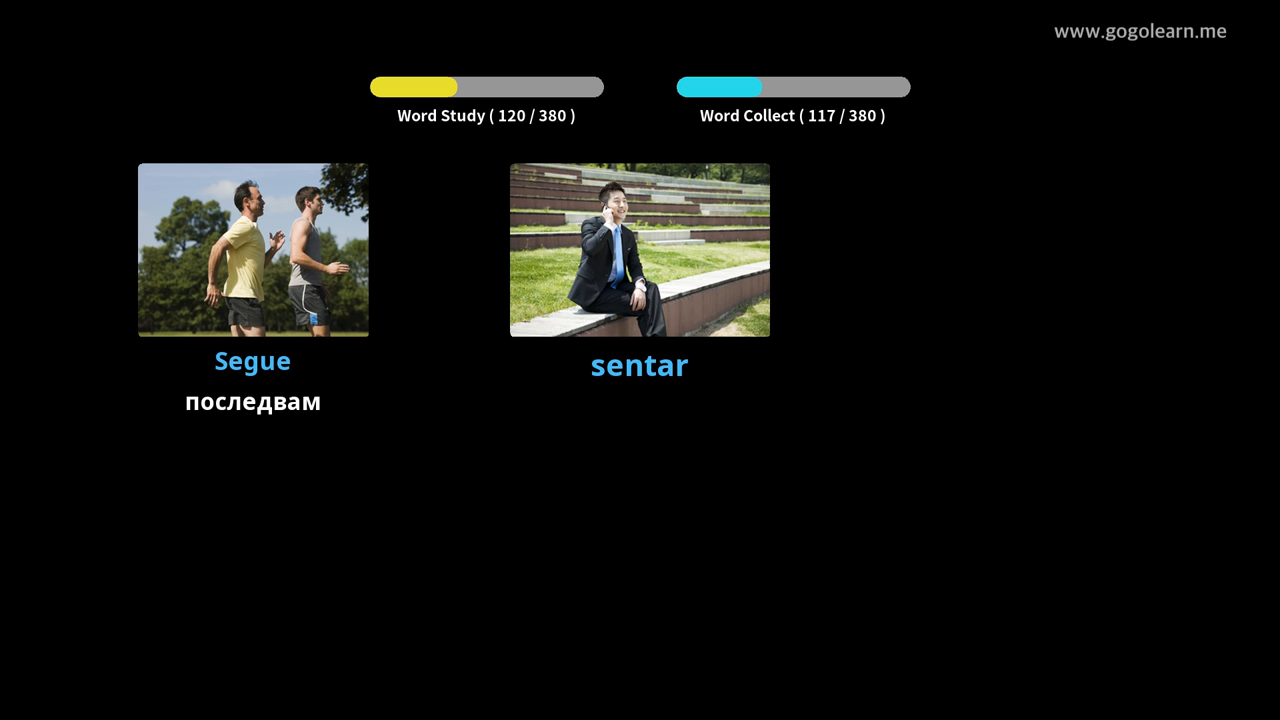 www.gogolearn.me
Word Study ( 120 / 380 )
Word Collect ( 117 / 380 )
Segue
последвам
sentar